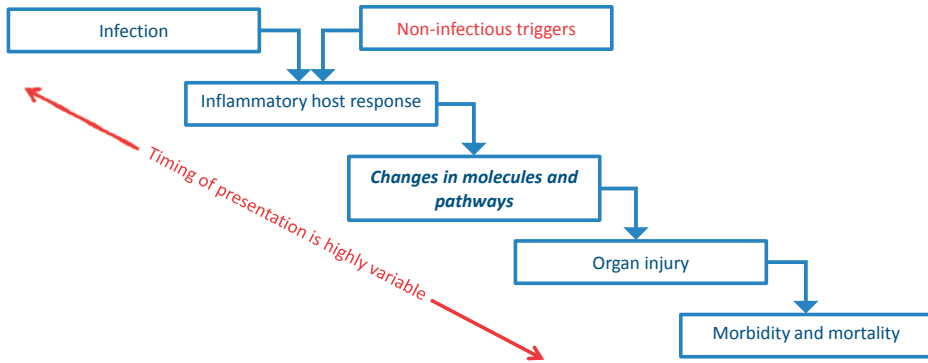 Infection
Non-infectious triggers
Inflammatory host response
Changes in molecules and
pathways
Timing of presentation is highly variable
Organ injury
Morbidity and mortality